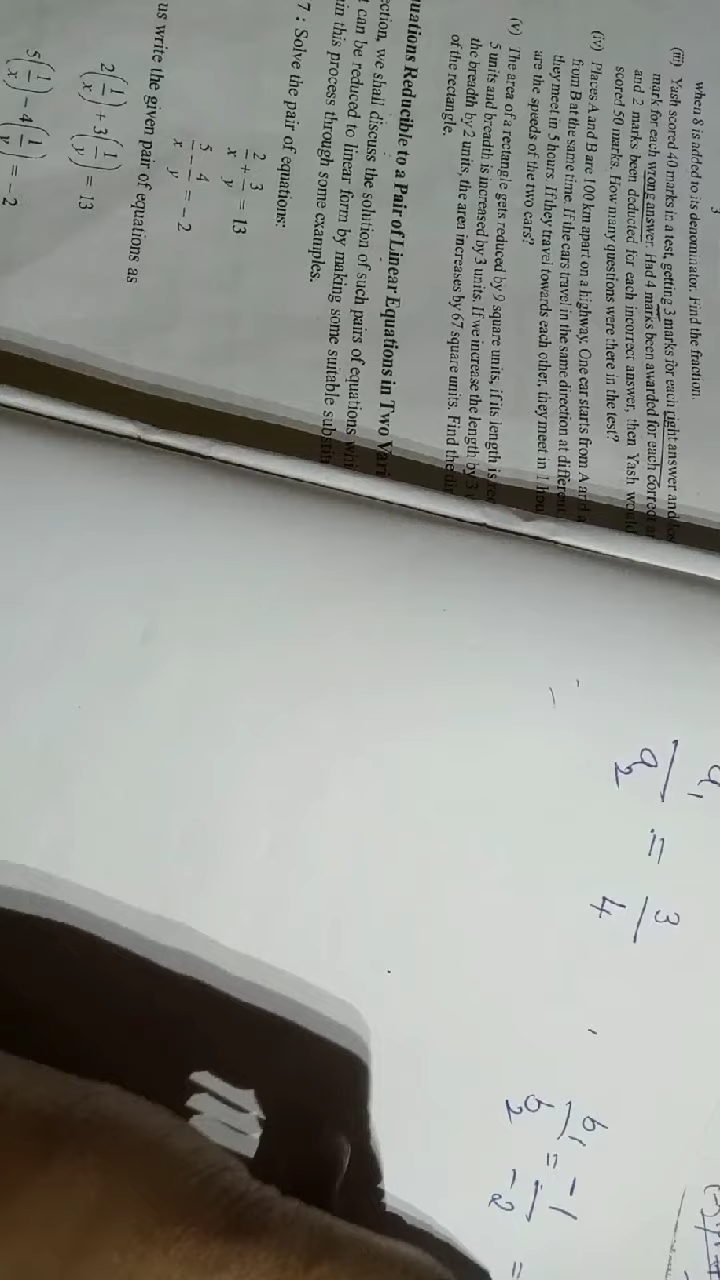 3
when 8 is added to its denominator. Find the fraction.
(iii) Yash scored 40 marks in a test, getting 3 marks for each right answer and
mark for each wrong answer. Had 4 marks been awarded for each correct
and 2 marks been deducted for each incorrect answer, then Yash would
scored 50 marks. How many questions were there in the test?
(iv) Places A and B are 100 km apart on a highway. One car starts from A and a
from B at the same time. If the cars travel in the same direction at different
they meet in 5 hours. If they travel towards each other, they meet in 1 hou
are the speeds of the two cars?
(v) The area of a rectangle gets reduced by 9 square units, if its length is
5 units and breadth is increased by 3 units. If we increase the length by 3
the breadth by 2 units, the area increases by 67 square units. Find the
of the rectangle.
uations Reducible to a Pair of Linear Equations in Two Vari
ction, we shall discuss the solution of such pairs of equations whi
t can be reduced to linear form by making some suitable substit
in this process through some examples.
7 : Solve the pair of equations:
2/x + 3/y = 13
5/x - 4/y = -2
us write the given pair of equations as
2(1/x) + 3(1/y) = 13
5(1/x) - 4(1/y) = -2
a1
/a2 = 3/4
b1/b2 = -1/-2 =